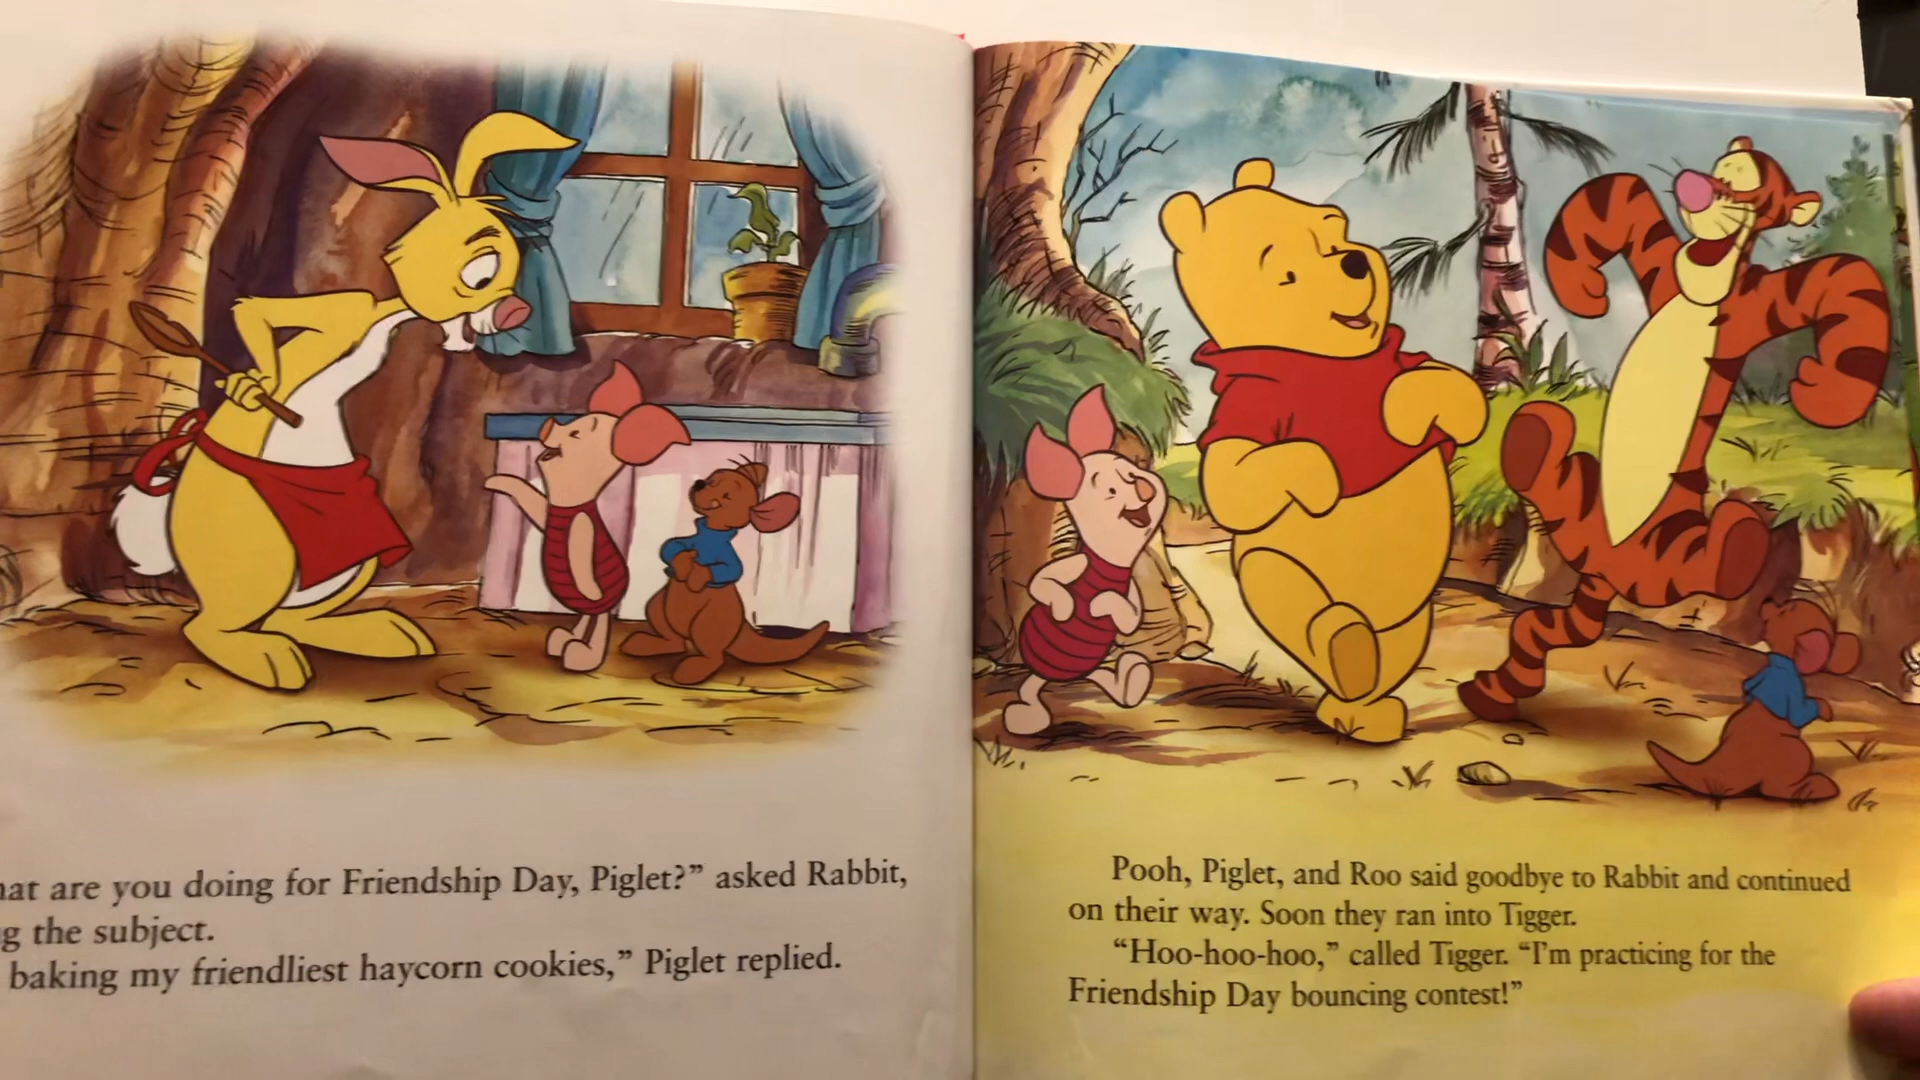 are you doing for Friendship Day, Piglet?” asked Rabbit,
the subject.
baking my friendliest haycorn cookies,” Piglet replied.
Pooh, Piglet, and Roo said goodbye to Rabbit and continued
on their way. Soon they ran into Tigger.
“Hoo-hoo-hoo,” called Tigger. “I’m practicing for the
Friendship Day bouncing contest!”